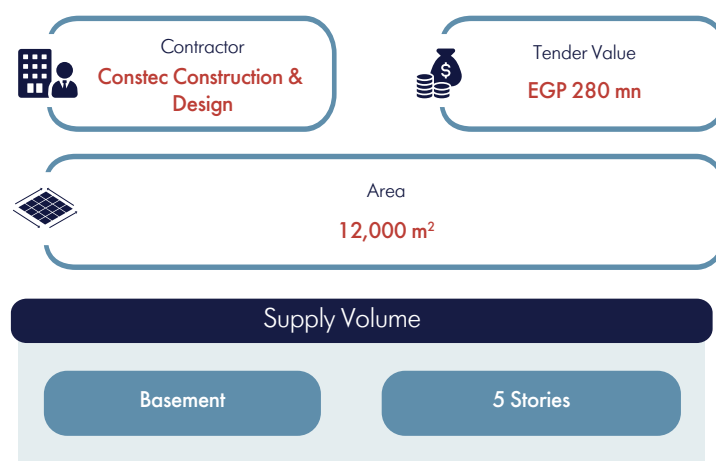 Contractor
Constec Construction &
Design
Tender Value
EGP 280 mn
Area
12,000 m²
Supply Volume
Basement
5 Stories